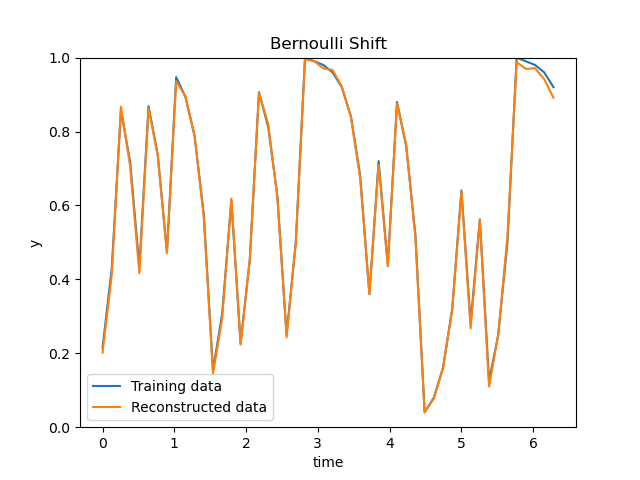 Bernoulli Shift
1.0
0.8
0.6
0.4
0.2
0.0
y
Training data
Reconstructed data
0 1 2 3 4 5 6
time